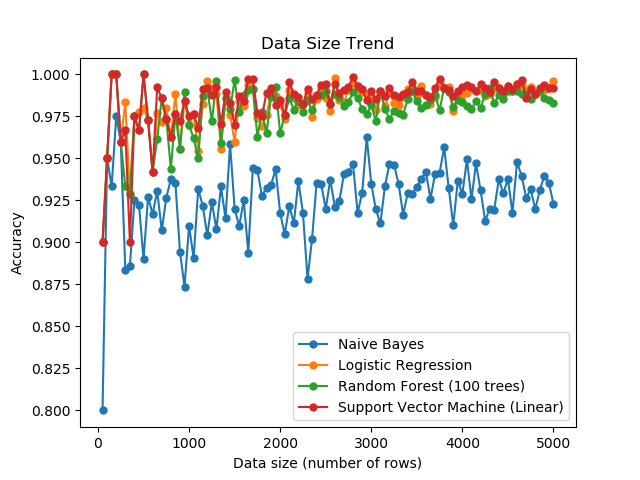 Data Size Trend
1.000
0.975
0.950
0.925
0.900
0.875
0.850
0.825
0.800
Accuracy
0
1000
2000
3000
4000
5000
Data size (number of rows)
Naive Bayes
Logistic Regression
Random Forest (100 trees)
Support Vector Machine (Linear)